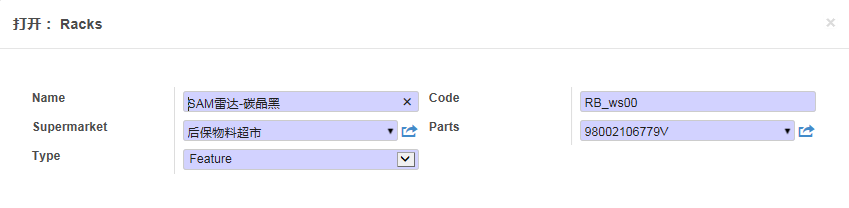 打开： Racks
×
Name SAM雷达-碳晶黑 × Code RB_ws00
Supermarket 后保物料超市 Parts 98002106779V
Type Feature